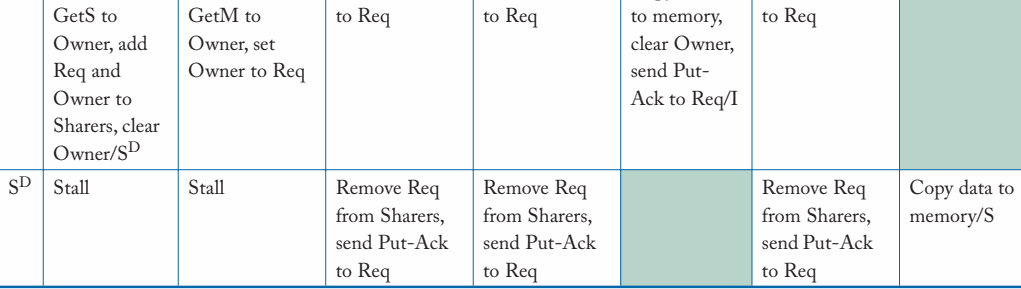 GetS to
Owner, add
Req and
Owner to
Sharers, clear
Owner/S^D
GetM to
Owner, set
Owner to Req
to Req
to Req
to memory,
clear Owner,
send Put-
Ack to Req/I
to Req
S^D
Stall
Stall
Remove Req
from Sharers,
send Put-Ack
to Req
Remove Req
from Sharers,
send Put-Ack
to Req
Remove Req
from Sharers,
send Put-Ack
to Req
Copy data to
memory/S